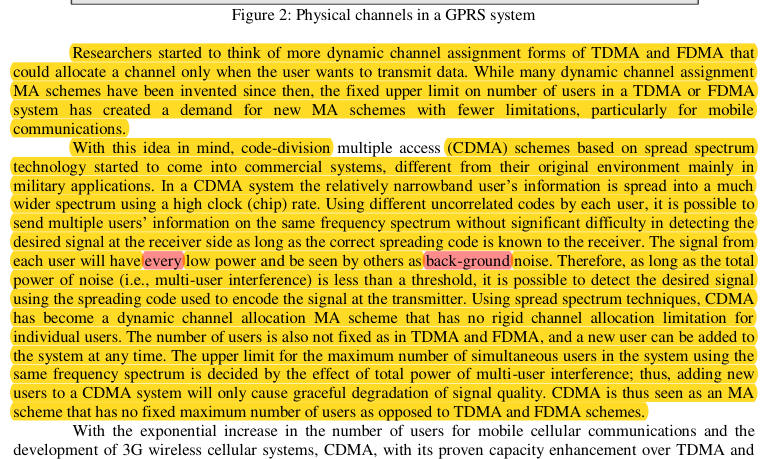 Figure 2: Physical channels in a GPRS system
Researchers started to think of more dynamic channel assignment forms of TDMA and FDMA that
could allocate a channel only when the user wants to transmit data. While many dynamic channel assignment
MA schemes have been invented since then, the fixed upper limit on number of users in a TDMA or FDMA
system has created a demand for new MA schemes with fewer limitations, particularly for mobile
communications.
With this idea in mind, code-division multiple access (CDMA) schemes based on spread spectrum
technology started to come into commercial systems, different from their original environment mainly in
military applications. In a CDMA system the relatively narrowband user's information is spread into a much
wider spectrum using a high clock (chip) rate. Using different uncorrelated codes by each user, it is possible to
send multiple users' information on the same frequency spectrum without significant difficulty in detecting the
desired signal at the receiver side as long as the correct spreading code is known to the receiver. The signal from
each user will have every low power and be seen by others as back-ground noise. Therefore, as long as the total
power of noise (i.e., multi-user interference) is less than a threshold, it is possible to detect the desired signal
using the spreading code used to encode the signal at the transmitter. Using spread spectrum techniques, CDMA
has become a dynamic channel allocation MA scheme that has no rigid channel allocation limitation for
individual users. The number of users is also not fixed as in TDMA and FDMA, and a new user can be added to
the system at any time. The upper limit for the maximum number of simultaneous users in the system using the
same frequency spectrum is decided by the effect of total power of multi-user interference; thus, adding new
users to a CDMA system will only cause graceful degradation of signal quality. CDMA is thus seen as an MA
scheme that has no fixed maximum number of users as opposed to TDMA and FDMA schemes.
With the exponential increase in the number of users for mobile cellular communications and the
development of 3G wireless cellular systems, CDMA, with its proven capacity enhancement over TDMA and